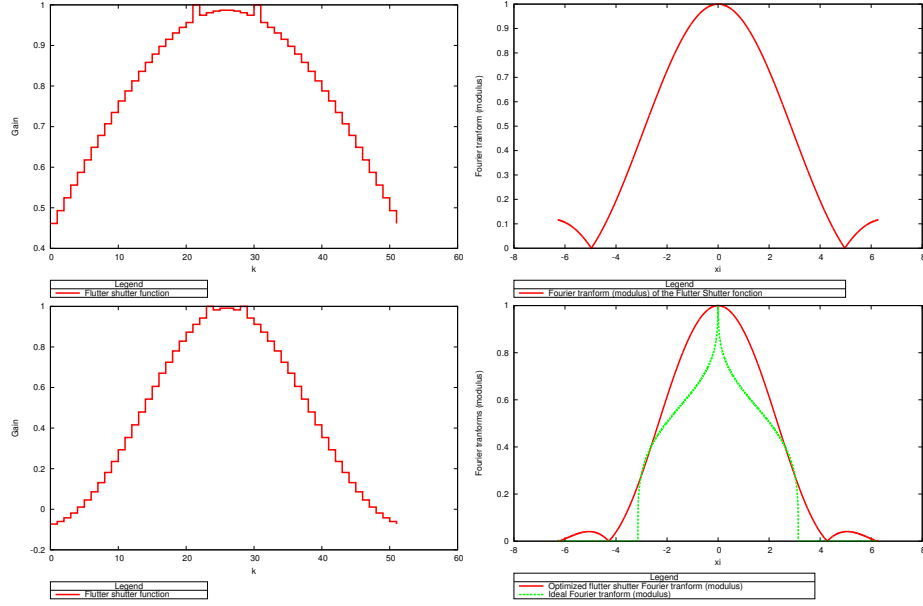 1
0.9
0.8
0.7
0.6
0.5
0.4
Gain
0 10 20 30 40 50 60
k
Legend
Flutter shutter function
1
0.9
0.8
0.7
0.6
0.5
0.4
0.3
0.2
0.1
0
Fourier tranform (modulus)
-8 -6 -4 -2 0 2 4 6 8
xi
Legend
Fourier tranform (modulus) of the Flutter Shutter fonction
1
0.8
0.6
0.4
0.2
0
-0.2
Gain
0 10 20 30 40 50 60
k
Legend
Flutter shutter function
1
0.8
0.6
0.4
0.2
0
Fourier tranforms (modulus)
-8 -6 -4 -2 0 2 4 6 8
xi
Legend
Optimized flutter shutter Fourier tranform (modulus)
Ideal Fourier tranform (modulus)